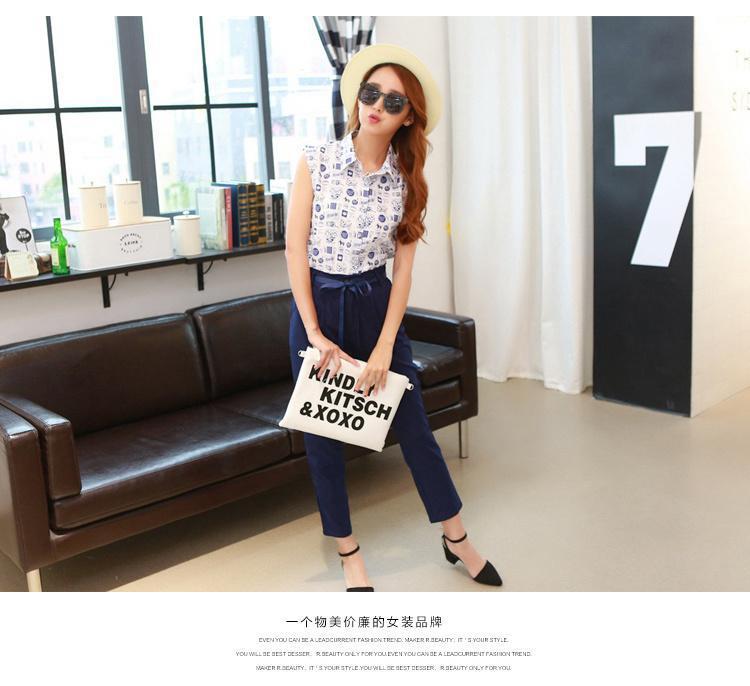 7
KINDLY
KITSCH
&XOXO
一个物美价廉的女装品牌
EVEN YOU CAN BE A LEADCURRENT FASHION TREND. MAKER R.BEAUTY，IT＇S YOUR STYLE.
YOU WILL BE BEST DESSER、R.BEAUTY ONLY FOR YOU.EVEN YOU CAN BE A LEADCURRENT FASHION TREND.
MAKER R.BEAUTY、IT＇S.YOUR STYLE.YOU WILL BE BEST DESSER、R.BEAUTY ONLY FOR YOU.